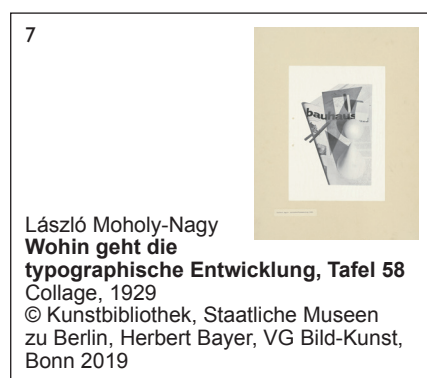 7
bauhaus
László Moholy-Nagy
Wohin geht die
typographische Entwicklung, Tafel 58
Collage, 1929
© Kunstbibliothek, Staatliche Museen
zu Berlin, Herbert Bayer, VG Bild-Kunst,
Bonn 2019